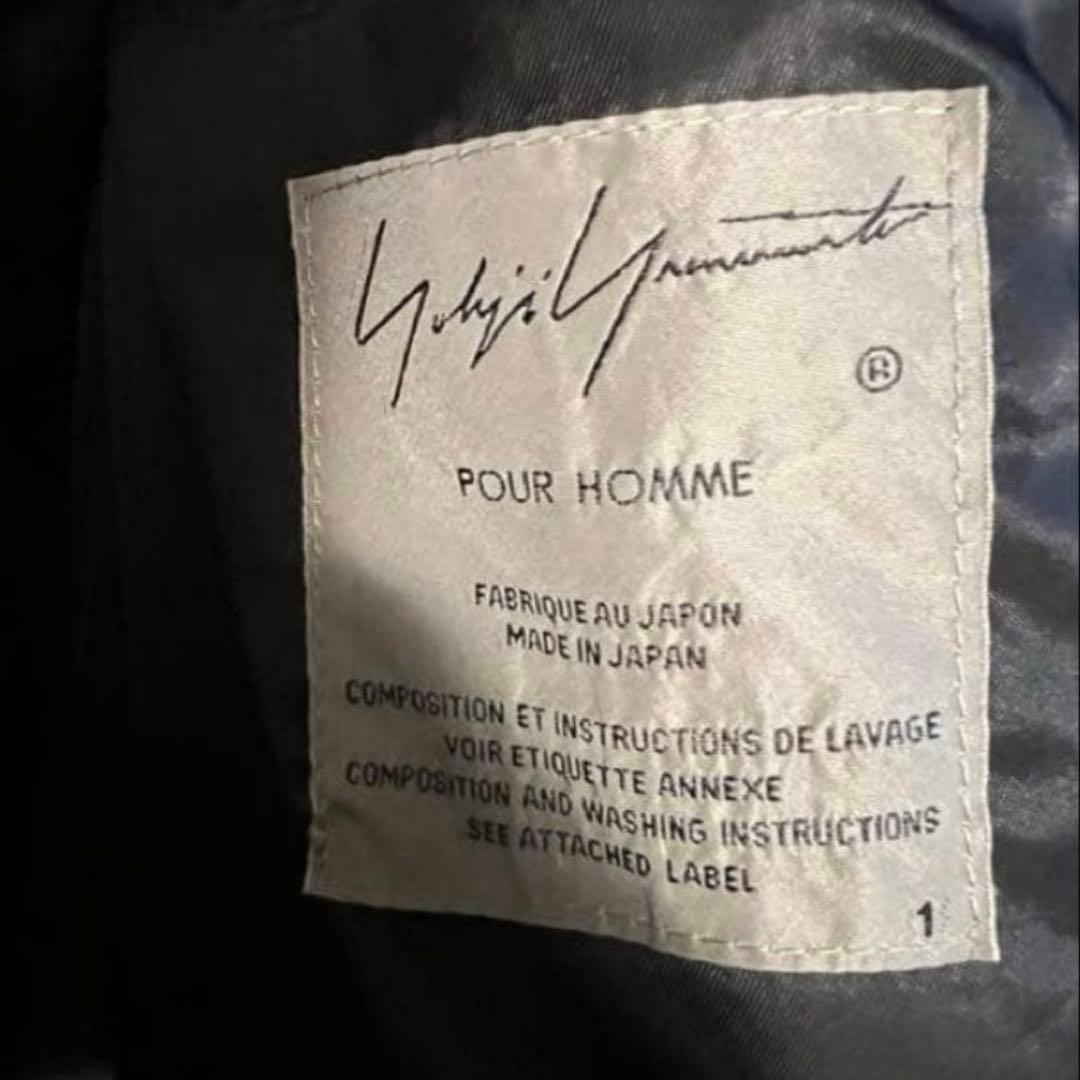 Yohji Yamamoto
®
POUR HOMME
FABRIQUE AU JAPON
MADE IN JAPAN
COMPOSITION ET INSTRUCTIONS DE LAVAGE
VOIR ETIQUETTE ANNEXE
COMPOSITION AND WASHING INSTRUCTIONS
SEE ATTACHED LABEL
1